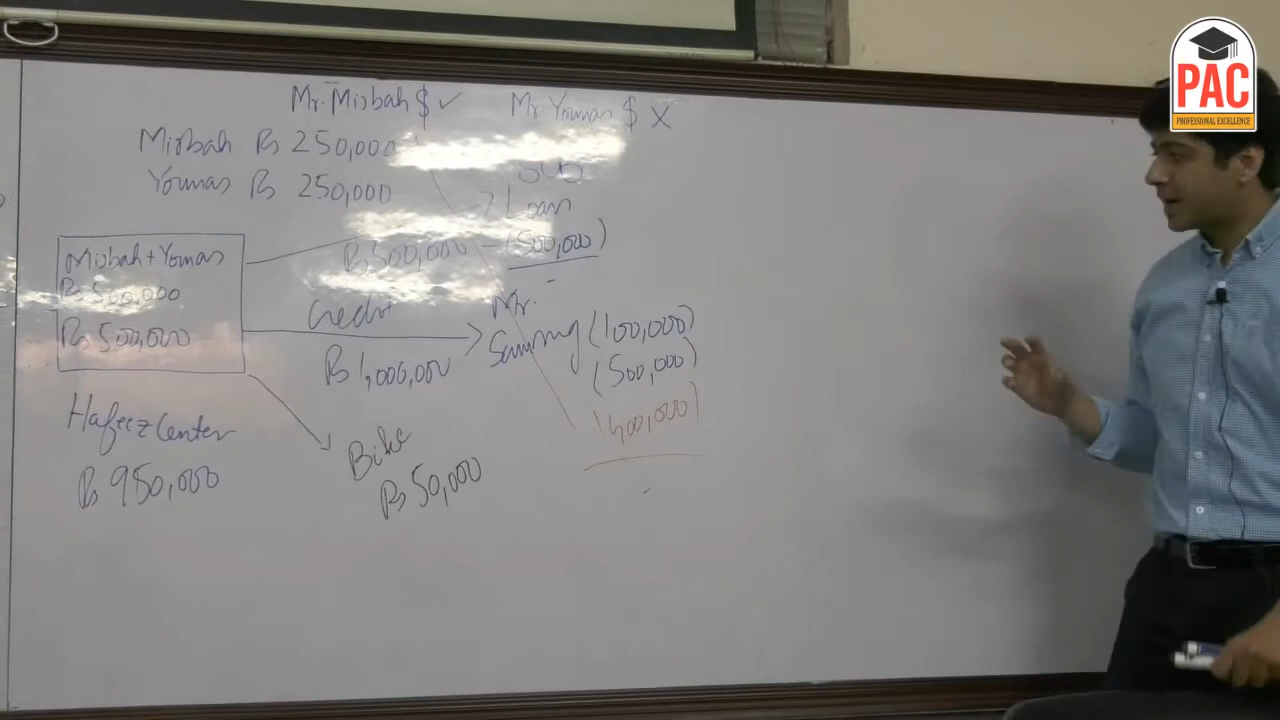 Mr. Misbah $ ✓
Mr Younas $ X
Misbah Rs 250,000
Younas Rs 250,000
Loan
Rs 500,000 - (500,000)
Misbah + Younas
Rs 500,000
Rs 500,000
Credit
Rs 1,000,000
Mr.
(100,000)
(500,000)
(400,000)
Hafeez Center
Rs 950,000
Bike
Rs 50,000
PAC
PROFESSIONAL EXCELLENCE